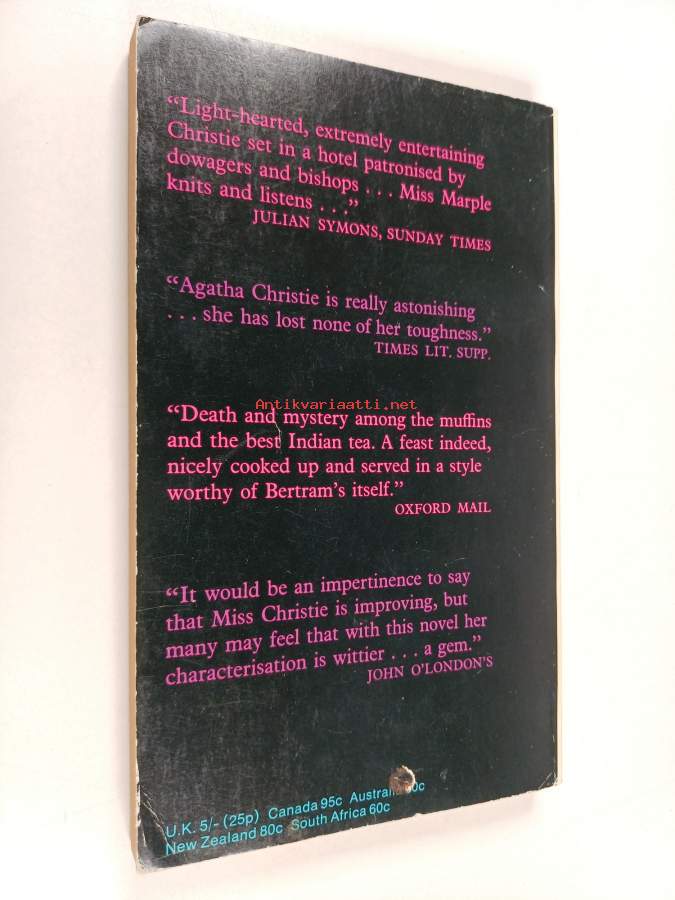 “Light-hearted, extremely entertaining
Christie set in a hotel patronised by
dowagers and bishops . . . Miss Marple
knits and listens . . .”
JULIAN SYMONS, SUNDAY TIMES
“Agatha Christie is really astonishing
. . . she has lost none of her toughness.”
TIMES LIT. SUPP.
Antikvariaatti.net
“Death and mystery among the muffins
and the best Indian tea. A feast indeed,
nicely cooked up and served in a style
worthy of Bertram’s itself.”
OXFORD MAIL
“It would be an impertinence to say
that Miss Christie is improving, but
many may feel that with this novel her
characterisation is wittier . . . a gem.”
JOHN O’LONDON’S
U.K. 5/- (25p) Canada 95c
New Zealand 80c South Africa 60c